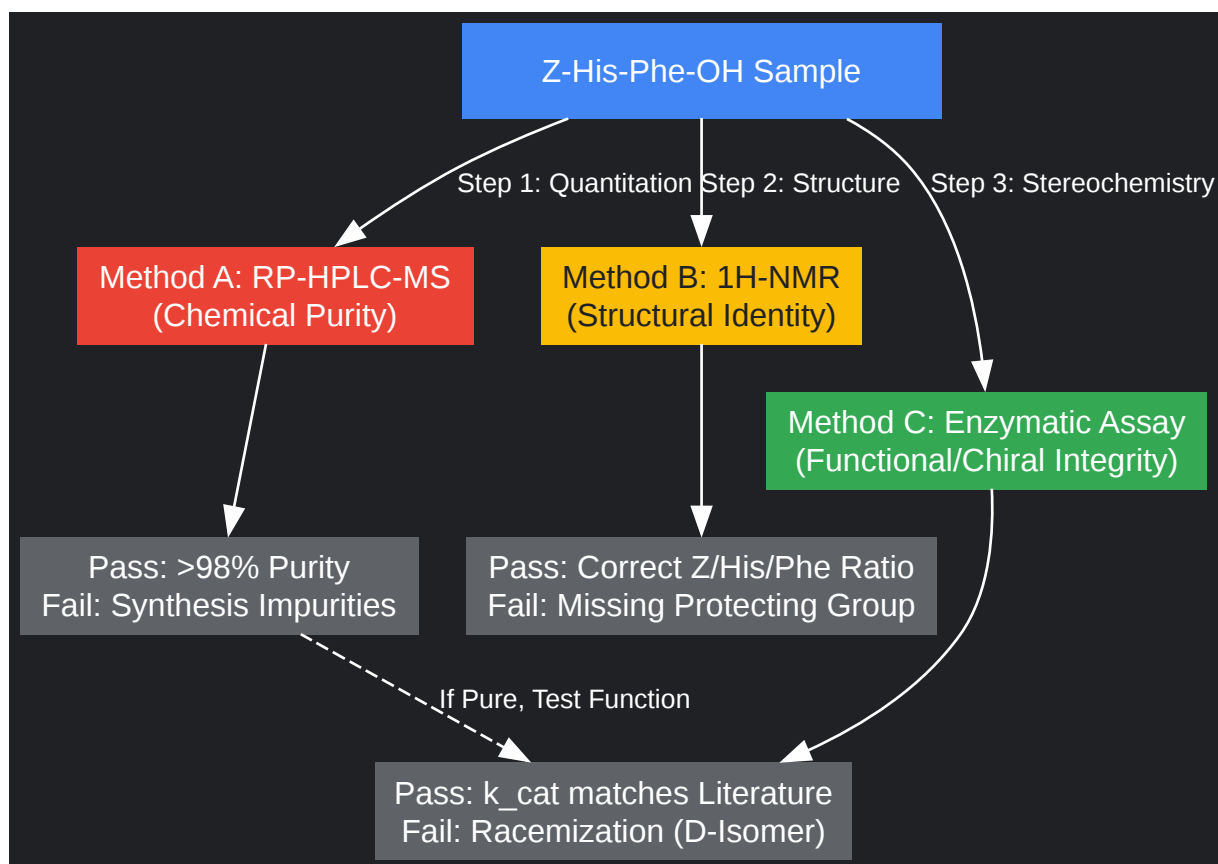 Z-His-Phe-OH Sample
Step 1: Quantitation
Step 2: Structure
Step 3: Stereochemistry
Method A: RP-HPLC-MS
(Chemical Purity)
Method B: 1H-NMR
(Structural Identity)
Method C: Enzymatic Assay
(Functional/Chiral Integrity)
Pass: >98% Purity
Fail: Synthesis Impurities
Pass: Correct Z/His/Phe Ratio
Fail: Missing Protecting Group
If Pure, Test Function
Pass: k_cat matches Literature
Fail: Racemization (D-Isomer)